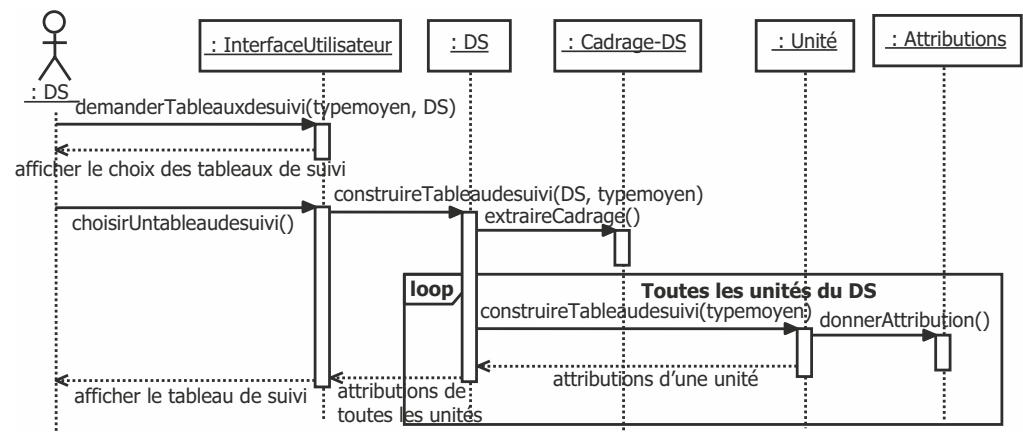 : InterfaceUtilisateur
: DS
: Cadrage-DS
: Unité
: Attributions
: DS
demanderTableauxdesuivi(typemoyen, DS)
afficher le choix des tableaux de suivi
construireTableaudesuivi(DS, typemoyen)
choisirUntableaudesuivi()
extraireCadrage()
loop
Toutes les unités du DS
construireTableaudesuivi(typemoyen)
donnerAttribution()
attributions d'une unité
afficher le tableau de suivi
attributions de
toutes les unités